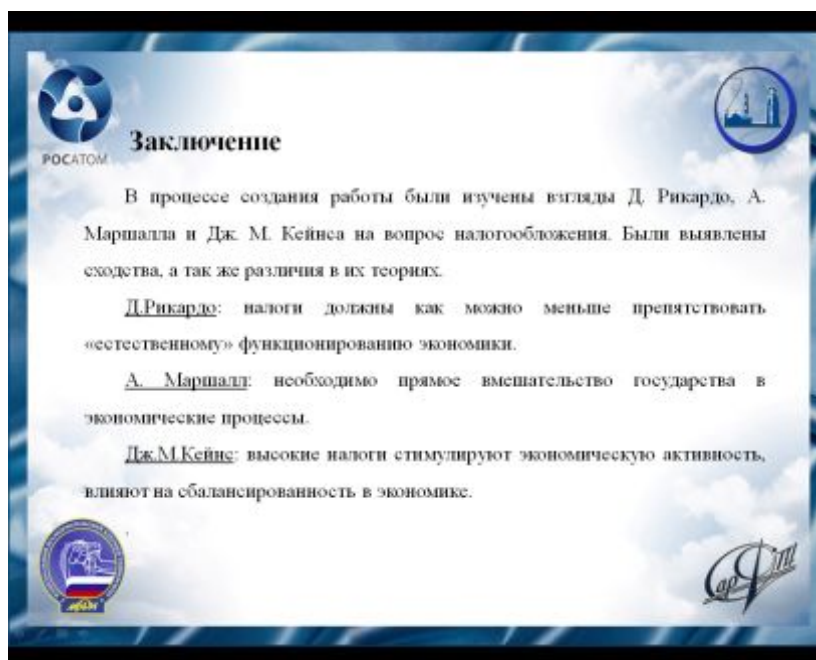 РОСАТОМ
Заключение
В процессе создания работы были изучены взгляды Д. Рикардо, А.
Маршалла и Дж. М. Кейнса на вопрос налогообложения. Были выявлены
сходства, а так же различия в их теориях.
Д.Рикардо: налоги должны как можно меньше препятствовать
«естественному» функционированию экономики.
А. Маршалл: необходимо прямое вмешательство государства в
экономические процессы.
Дж.М.Кейнс: высокие налоги стимулируют экономическую активность,
влияют на сбалансированность в экономике.
.
МИФИ
СарФТИ